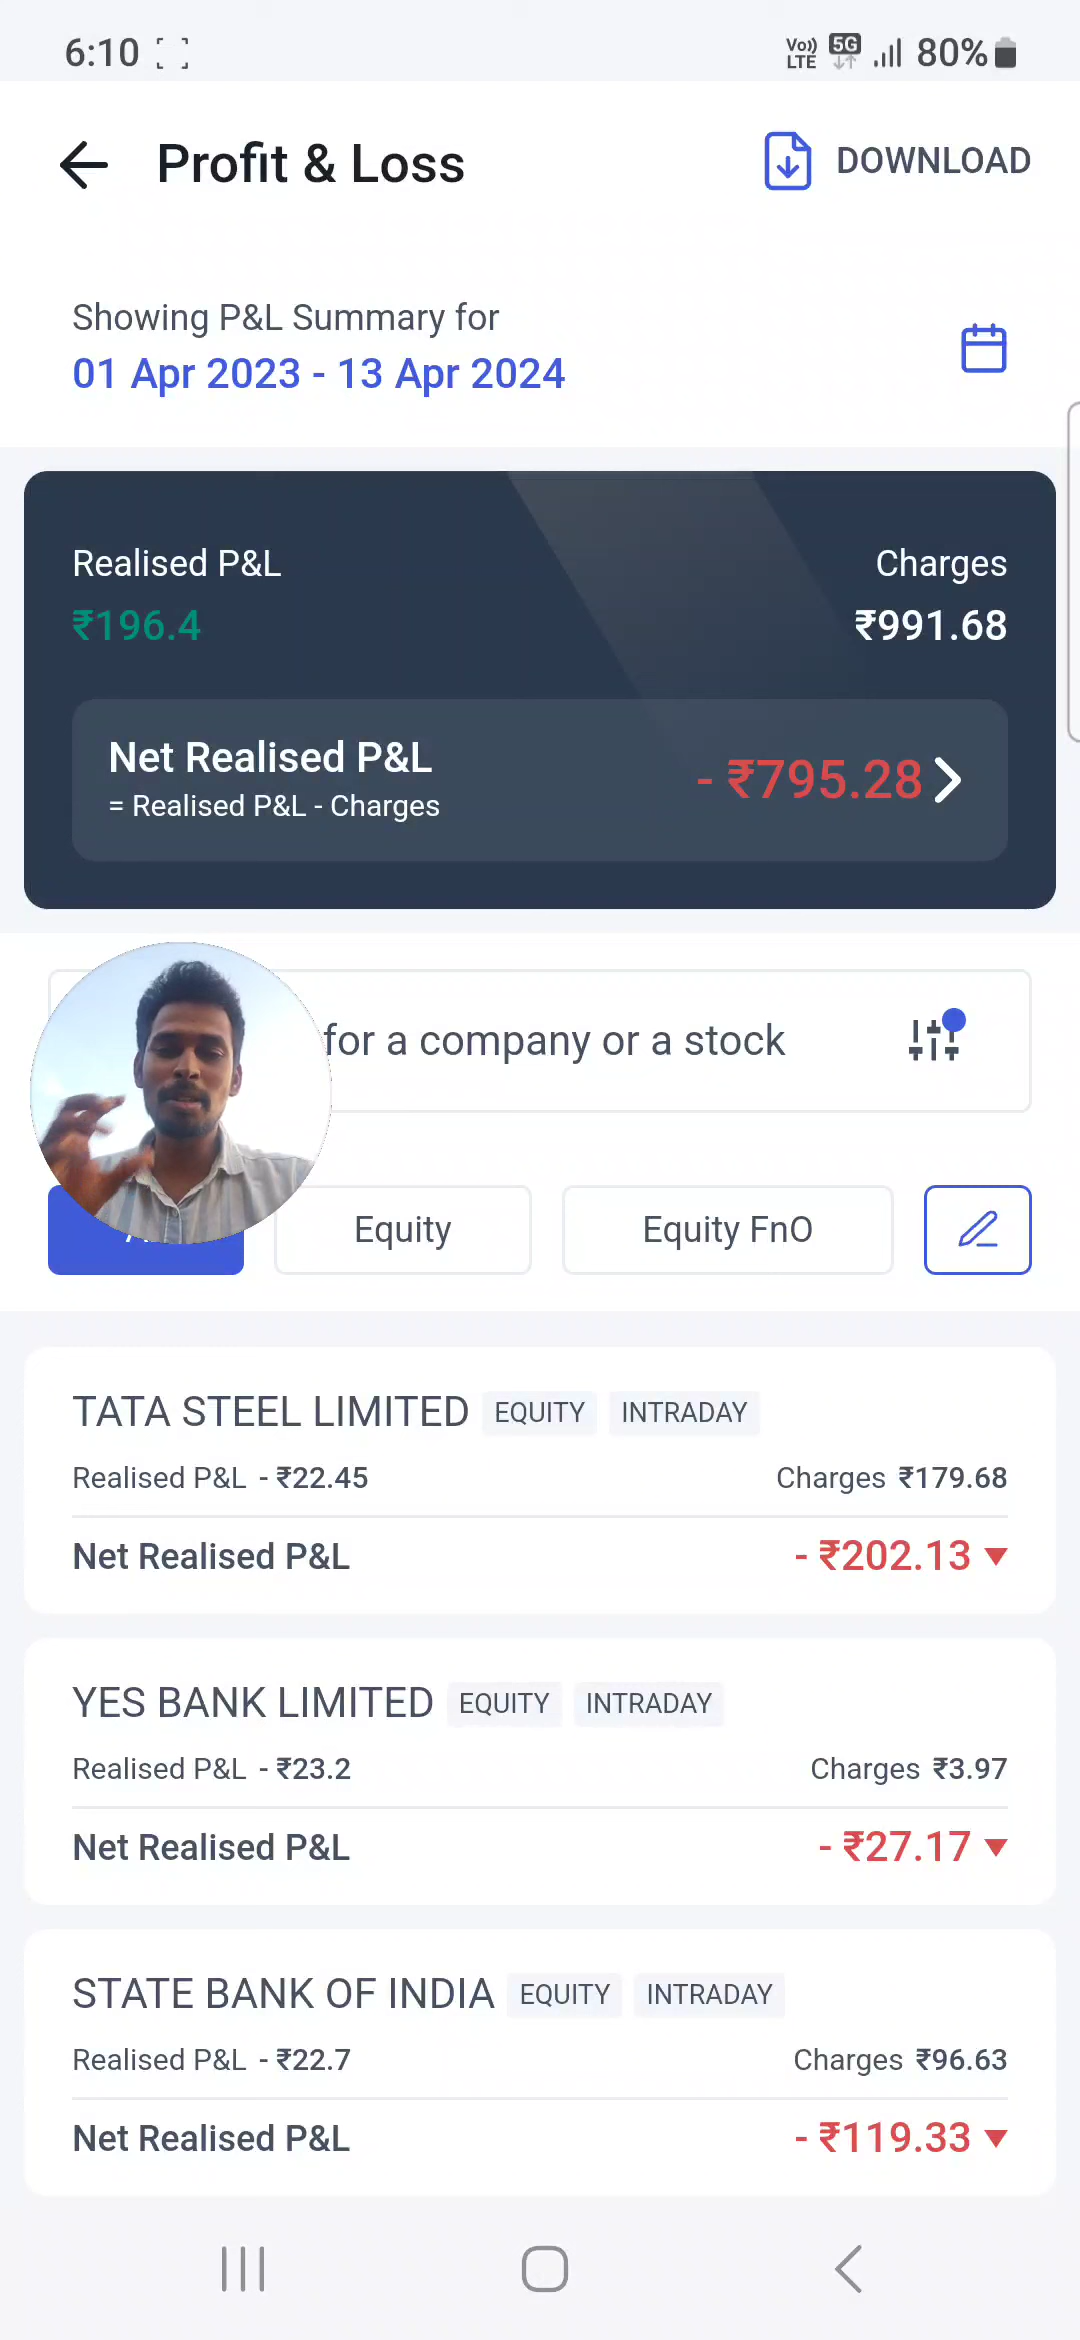 6:10
Vo)) LTE 5G 80%
Profit & Loss
DOWNLOAD
Showing P&L Summary for
01 Apr 2023 - 13 Apr 2024
Realised P&L Charges
₹196.4 ₹991.68
Net Realised P&L
= Realised P&L - Charges
- ₹795.28
for a company or a stock
Equity Equity FnO
TATA STEEL LIMITED EQUITY INTRADAY
Realised P&L - ₹22.45 Charges ₹179.68
Net Realised P&L - ₹202.13
YES BANK LIMITED EQUITY INTRADAY
Realised P&L - ₹23.2 Charges ₹3.97
Net Realised P&L - ₹27.17
STATE BANK OF INDIA EQUITY INTRADAY
Realised P&L - ₹22.7 Charges ₹96.63
Net Realised P&L - ₹119.33